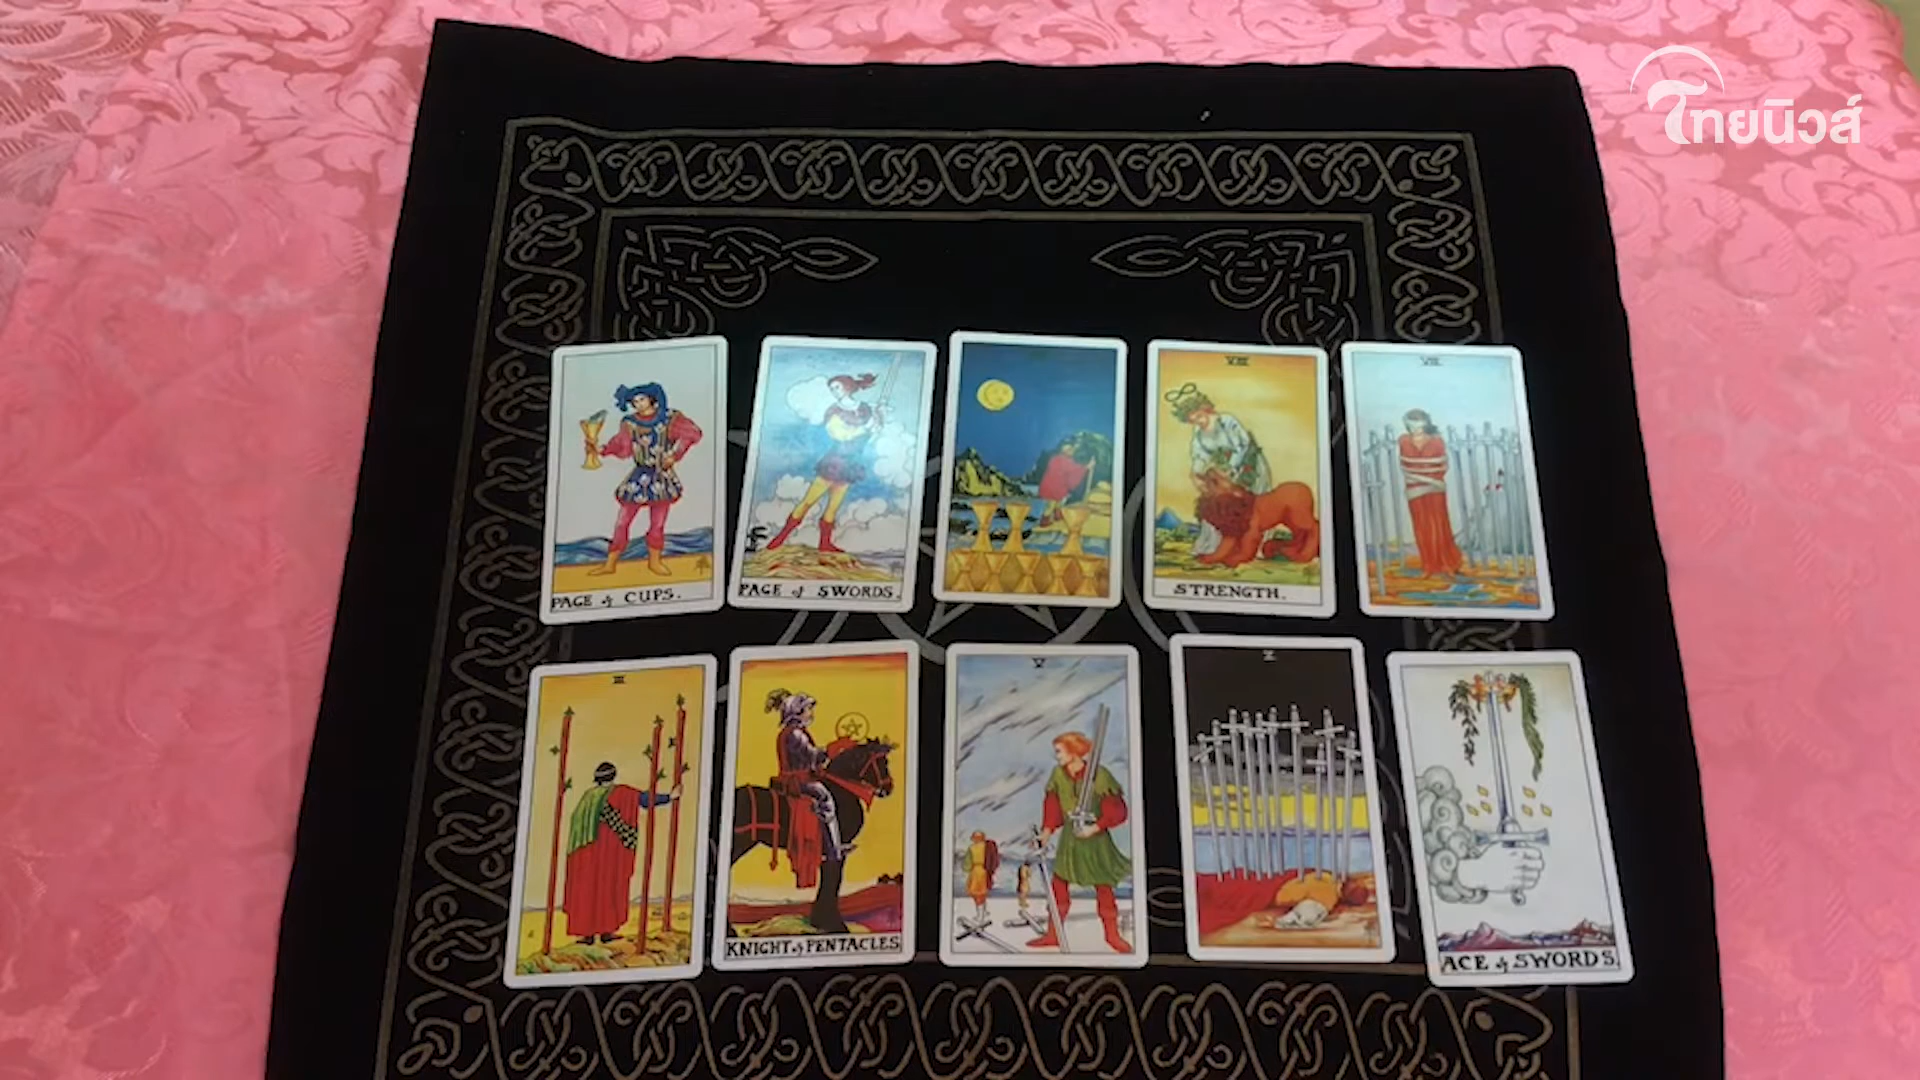 ไทยนิวส์
PAGE of CUPS.
PAGE of SWORDS.
VIII
STRENGTH.
VIII
III
KNIGHT of PENTACLES
V
X
ACE of SWORDS.